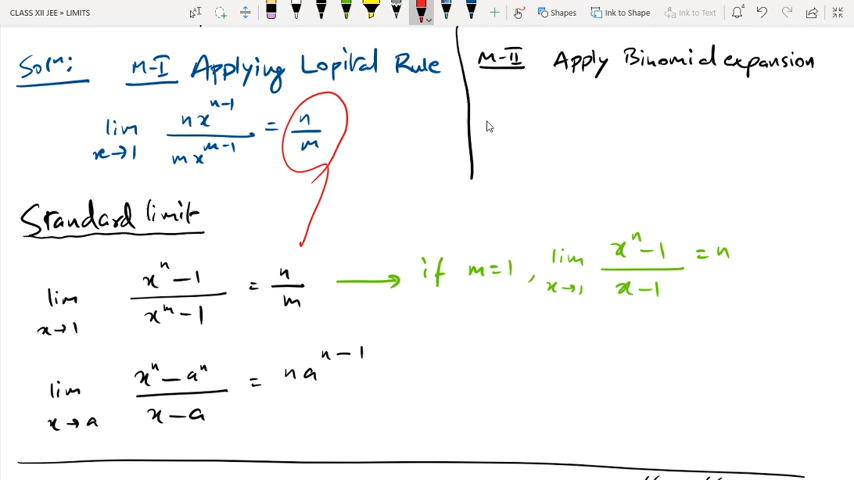 CLASS XII JEE » LIMITS
Shapes
Ink to Shape
Ink to Text
Soln: M-I Applying Lopital Rule
lim x→1 nx^(n-1) / mx^(m-1) = n/m
M-II Apply Binomial expansion
Standard limit
lim x→1 (x^n - 1)/(x^m - 1) = n/m → if m=1, lim x→1 (x^n - 1)/(x - 1) = n
lim x→a (x^n - a^n)/(x - a) = na^(n-1)